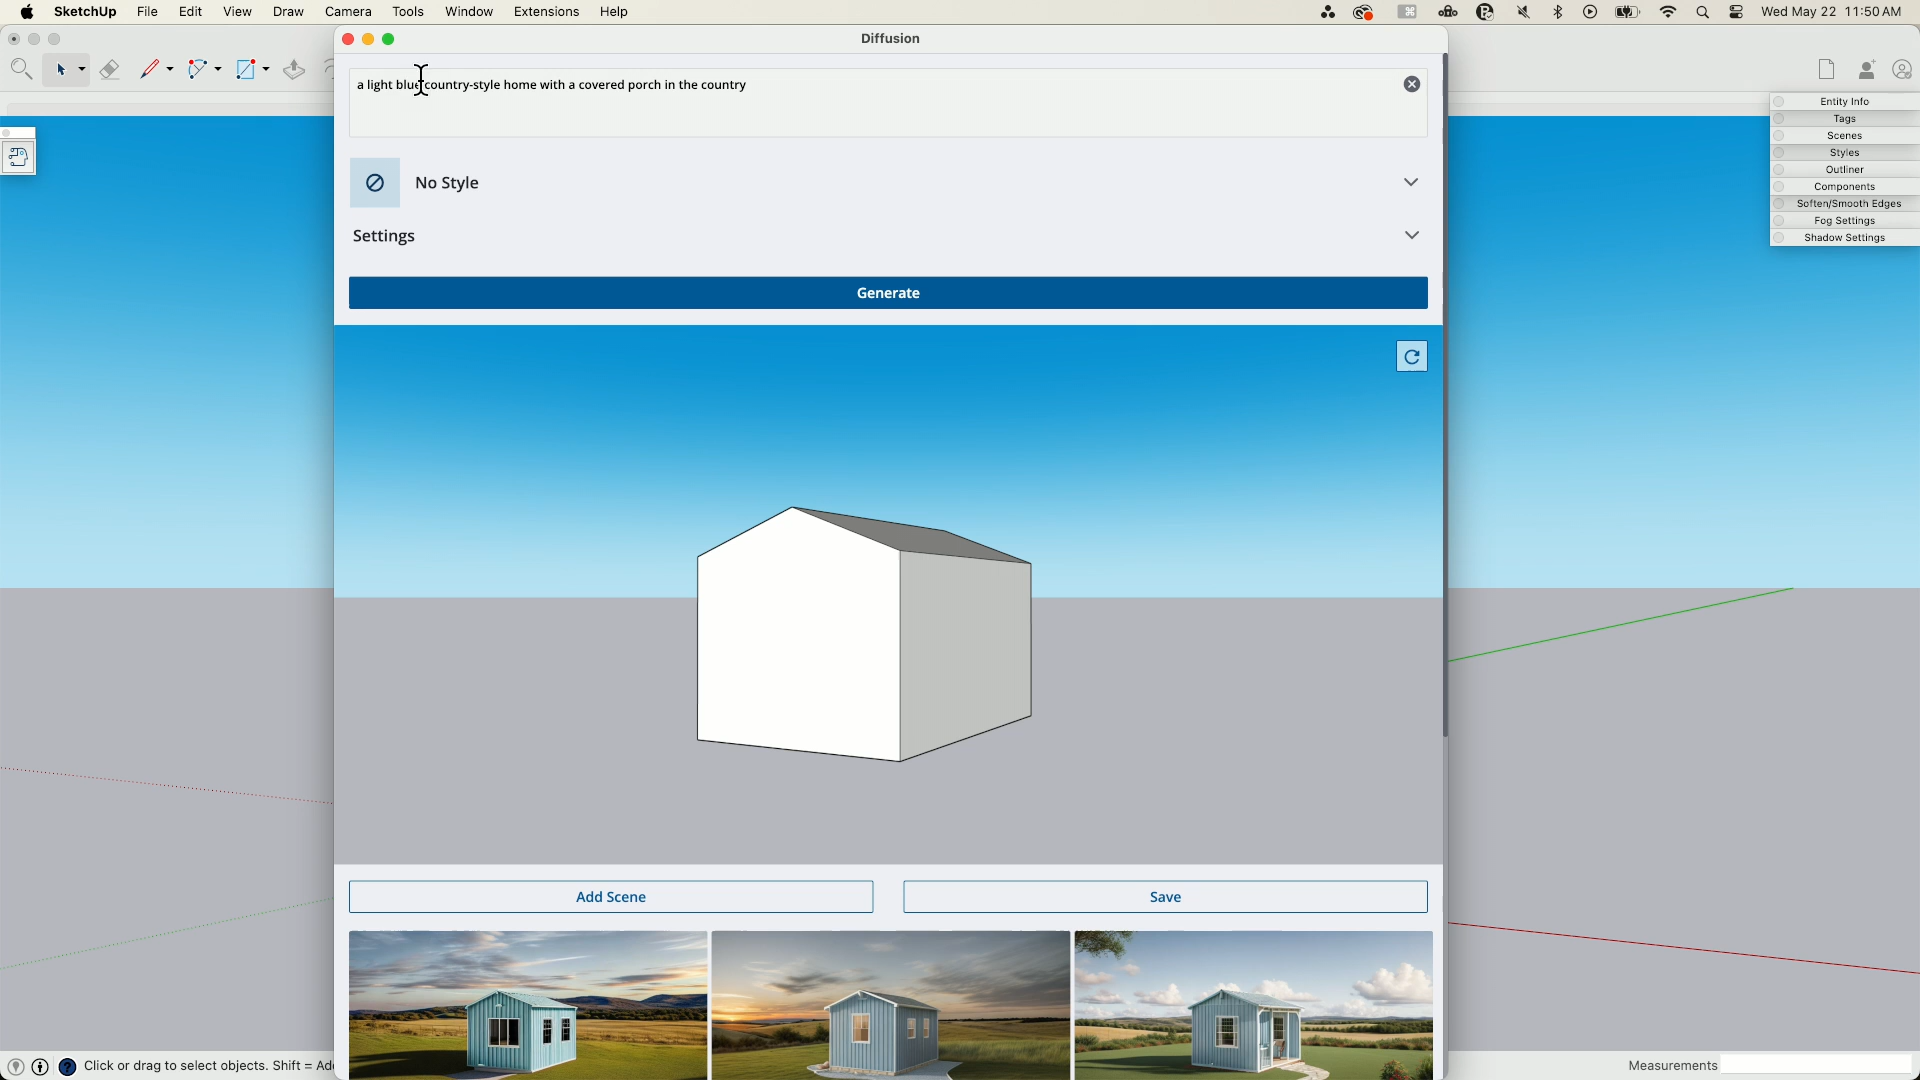 SketchUp File Edit View Draw Camera Tools Window Extensions Help Wed May 22 11:50 AM
Diffusion
a light blue country-style home with a covered porch in the country
No Style
Settings
Generate
Entity Info
Tags
Scenes
Styles
Outliner
Components
Soften/Smooth Edges
Fog Settings
Shadow Settings
Add Scene Save
Click or drag to select objects. Shift = Ad
Measurements